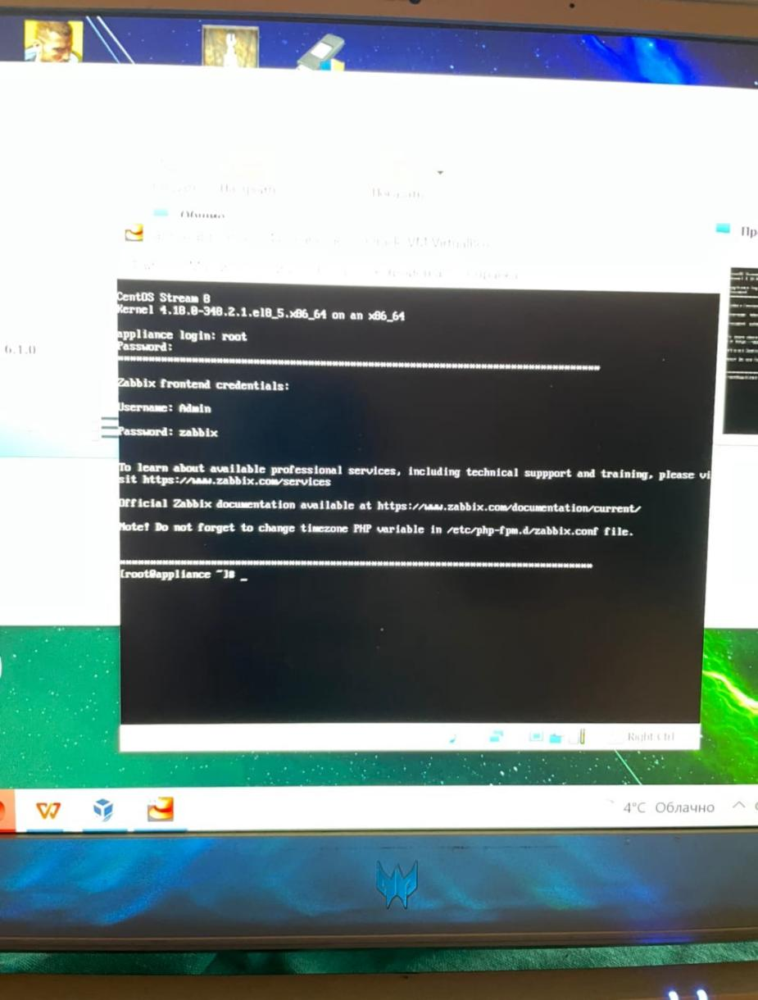 Настроить
Показать
Общие
VM VirtualBox
Пр
6.1.0
CentOS Stream 8
Kernel 4.18.0-348.2.1.el8_5.x86_64 on an x86_64
appliance login: root
Password:
Zabbix frontend credentials:
Username: Admin
Password: zabbix
To learn about available professional services, including technical suppport and training, please vi
sit https://www.zabbix.com/services
Official Zabbix documentation available at https://www.zabbix.com/documentation/current/
Note! Do not forget to change timezone PHP variable in /etc/php-fpm.d/zabbix.conf file.
[root@appliance ~]# _
Right Ctrl
4°C Облачно